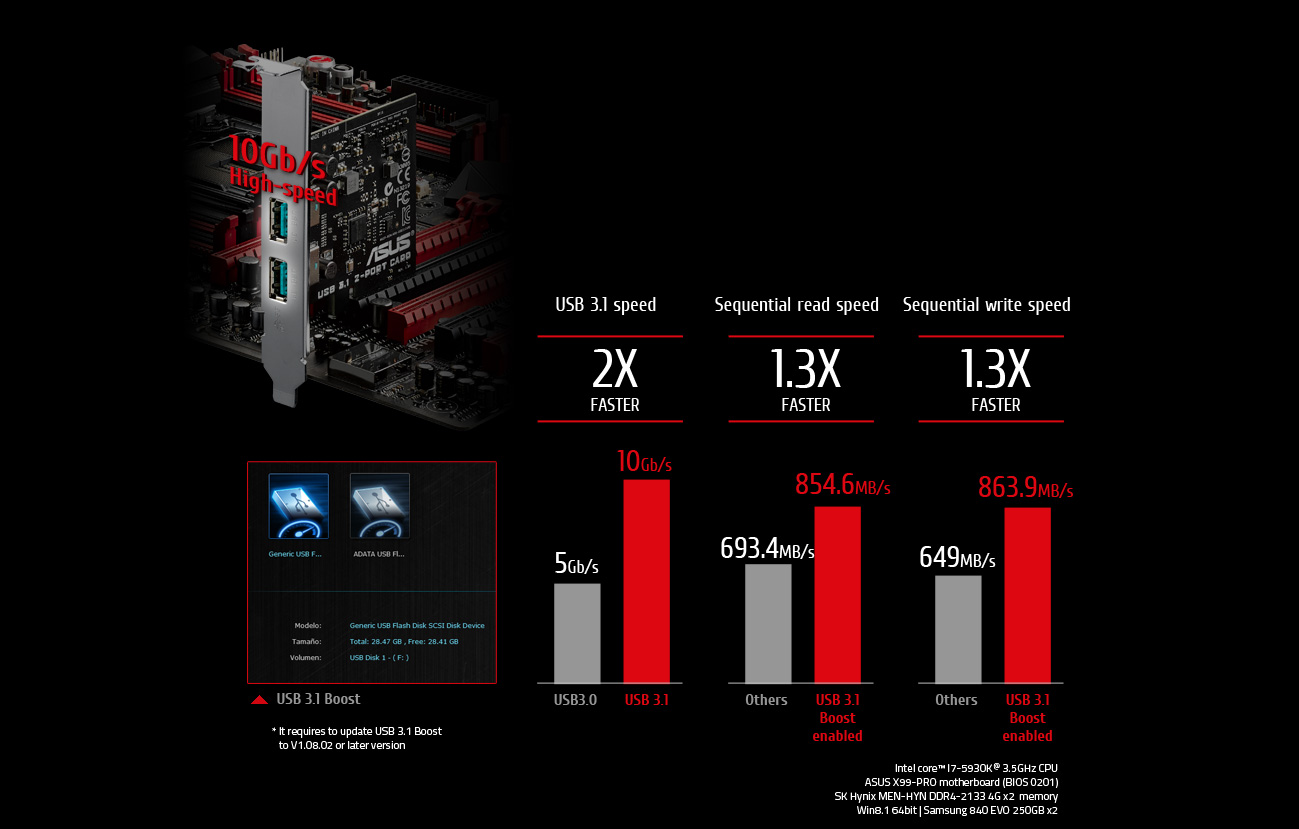 MADE IN CHINA
10Gb/s
High-speed
N13219
ASUS
USB 3.1 2-PORT CARD
USB 3.1 speed
2X
FASTER
Sequential read speed
1.3X
FASTER
Sequential write speed
1.3X
FASTER
Generic USB F...
ADATA USB Fl...
Modelo: Generic USB Flash Disk SCSI Disk Device
Tamaño: Total: 28.47 GB , Free: 28.41 GB
Volumen: USB Disk 1 - ( F: )
USB 3.1 Boost
* It requires to update USB 3.1 Boost
to V1.08.02 or later version
5Gb/s
10Gb/s
USB3.0
USB 3.1
693.4MB/s
854.6MB/s
Others
USB 3.1
Boost
enabled
649MB/s
863.9MB/s
Others
USB 3.1
Boost
enabled
Intel core™ I7-5930K® 3.5GHz CPU
ASUS X99-PRO motherboard (BIOS 0201)
SK Hynix MEN-HYN DDR4-2133 4G x2 memory
Win8.1 64bit | Samsung 840 EVO 250GB x2